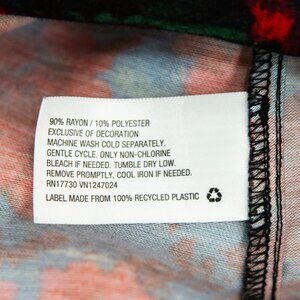 90% RAYON / 10% POLYESTER
EXCLUSIVE OF DECORATION
MACHINE WASH COLD SEPARATELY.
GENTLE CYCLE. ONLY NON-CHLORINE
BLEACH IF NEEDED. TUMBLE DRY LOW.
REMOVE PROMPTLY. COOL IRON IF NEEDED.
RN17730 VN1247024
LABEL MADE FROM 100% RECYCLED PLASTIC